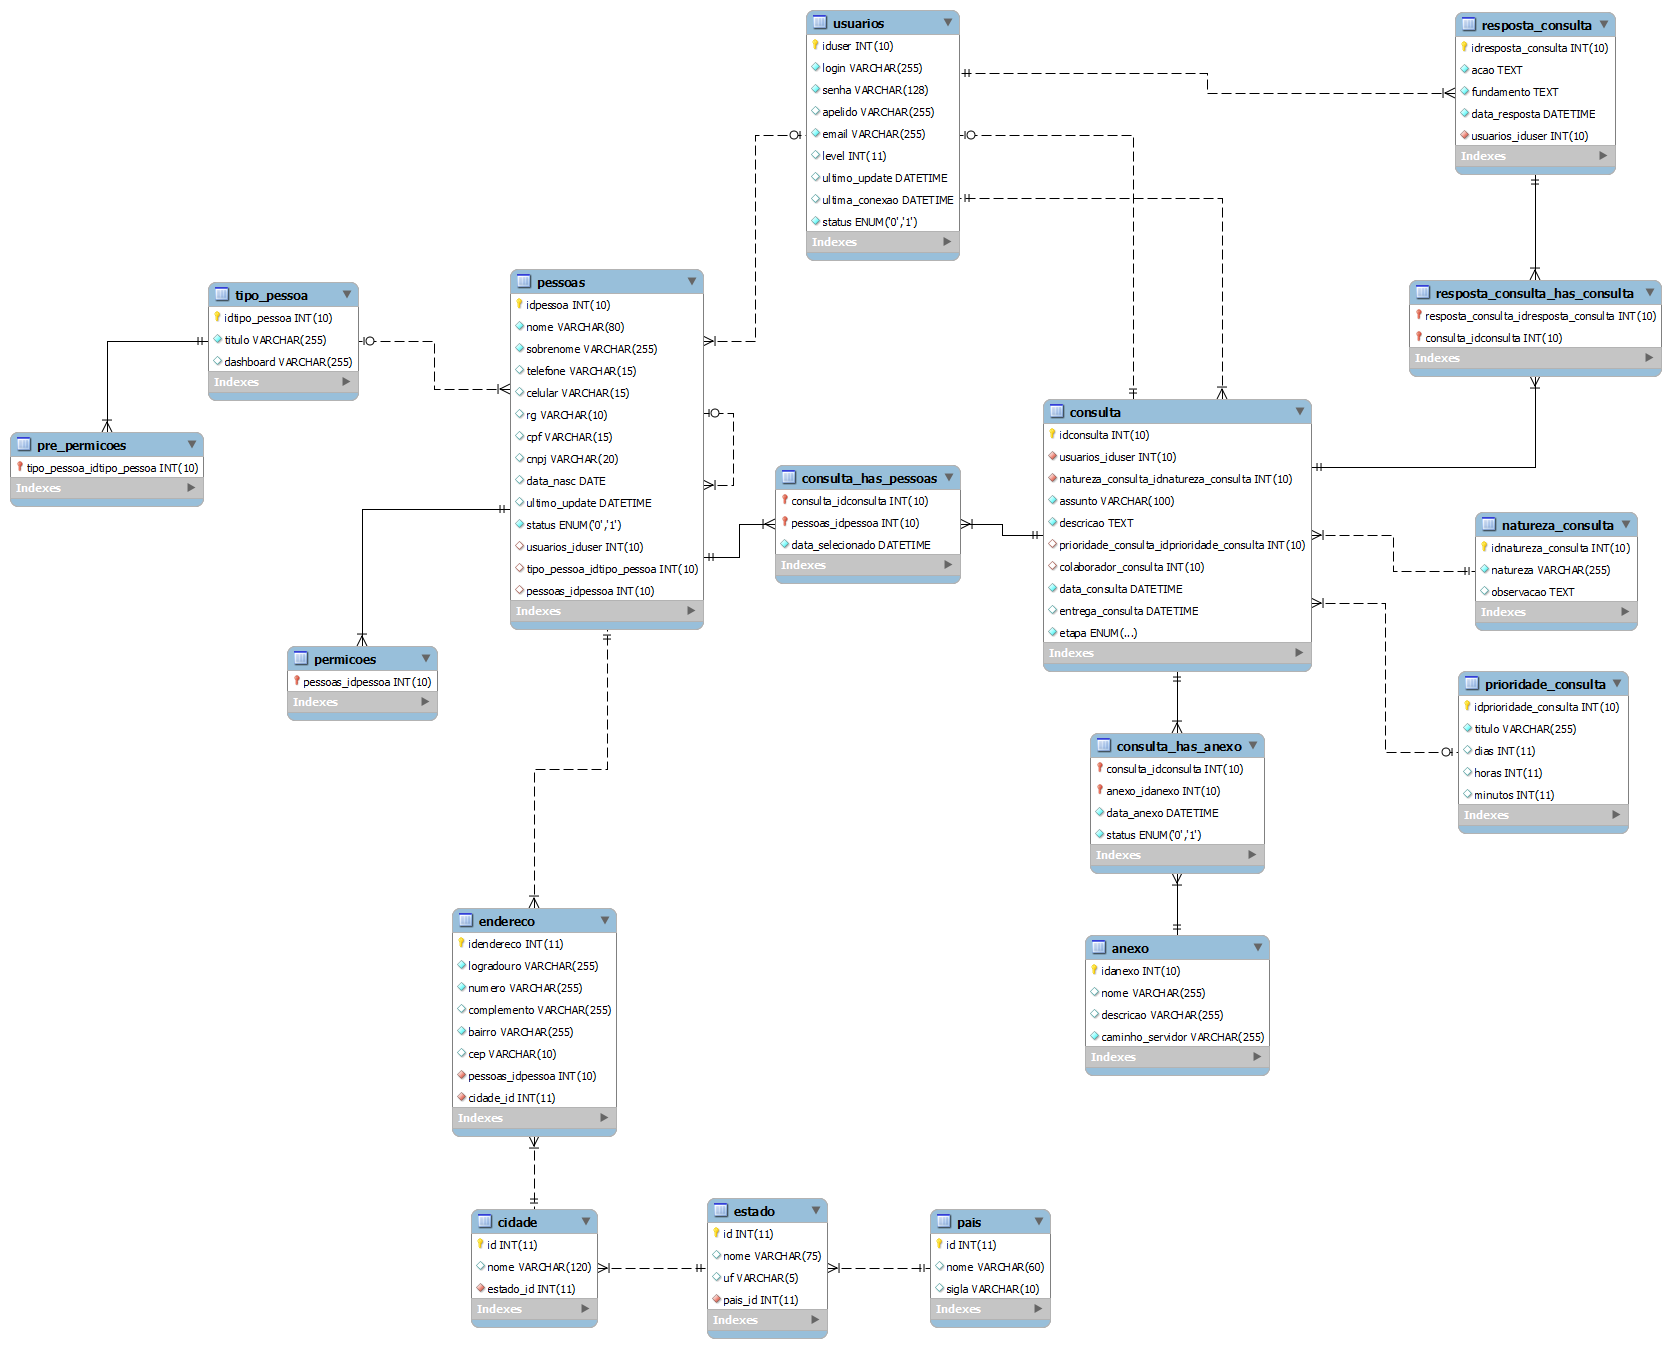 usuarios
iduser INT(10)
login VARCHAR(255)
senha VARCHAR(128)
apelido VARCHAR(255)
email VARCHAR(255)
level INT(11)
ultimo_update DATETIME
ultima_conexao DATETIME
status ENUM('0','1')
Indexes
resposta_consulta
idresposta_consulta INT(10)
acao TEXT
fundamento TEXT
data_resposta DATETIME
usuarios_iduser INT(10)
Indexes
tipo_pessoa
idtipo_pessoa INT(10)
titulo VARCHAR(255)
dashboard VARCHAR(255)
Indexes
pessoas
idpessoa INT(10)
nome VARCHAR(80)
sobrenome VARCHAR(255)
telefone VARCHAR(15)
celular VARCHAR(15)
rg VARCHAR(10)
cpf VARCHAR(15)
cnpj VARCHAR(20)
data_nasc DATE
ultimo_update DATETIME
status ENUM('0','1')
usuarios_iduser INT(10)
tipo_pessoa_idtipo_pessoa INT(10)
pessoas_idpessoa INT(10)
Indexes
resposta_consulta_has_consulta
resposta_consulta_idresposta_consulta INT(10)
consulta_idconsulta INT(10)
Indexes
pre_permicoes
tipo_pessoa_idtipo_pessoa INT(10)
Indexes
consulta_has_pessoas
consulta_idconsulta INT(10)
pessoas_idpessoa INT(10)
data_selecionado DATETIME
Indexes
consulta
idconsulta INT(10)
usuarios_iduser INT(10)
natureza_consulta_idnatureza_consulta INT(10)
assunto VARCHAR(100)
descricao TEXT
prioridade_consulta_idprioridade_consulta INT(10)
colaborador_consulta INT(10)
data_consulta DATETIME
entrega_consulta DATETIME
etapa ENUM(...)
Indexes
natureza_consulta
idnatureza_consulta INT(10)
natureza VARCHAR(255)
observacao TEXT
Indexes
permicoes
pessoas_idpessoa INT(10)
Indexes
prioridade_consulta
idprioridade_consulta INT(10)
titulo VARCHAR(255)
dias INT(11)
horas INT(11)
minutos INT(11)
Indexes
consulta_has_anexo
consulta_idconsulta INT(10)
anexo_idanexo INT(10)
data_anexo DATETIME
status ENUM('0','1')
Indexes
endereco
idendereco INT(11)
logradouro VARCHAR(255)
numero VARCHAR(255)
complemento VARCHAR(255)
bairro VARCHAR(255)
cep VARCHAR(10)
pessoas_idpessoa INT(10)
cidade_id INT(11)
Indexes
anexo
idanexo INT(10)
nome VARCHAR(255)
descricao VARCHAR(255)
caminho_servidor VARCHAR(255)
Indexes
cidade
id INT(11)
nome VARCHAR(120)
estado_id INT(11)
Indexes
estado
id INT(11)
nome VARCHAR(75)
uf VARCHAR(5)
pais_id INT(11)
Indexes
pais
id INT(11)
nome VARCHAR(60)
sigla VARCHAR(10)
Indexes